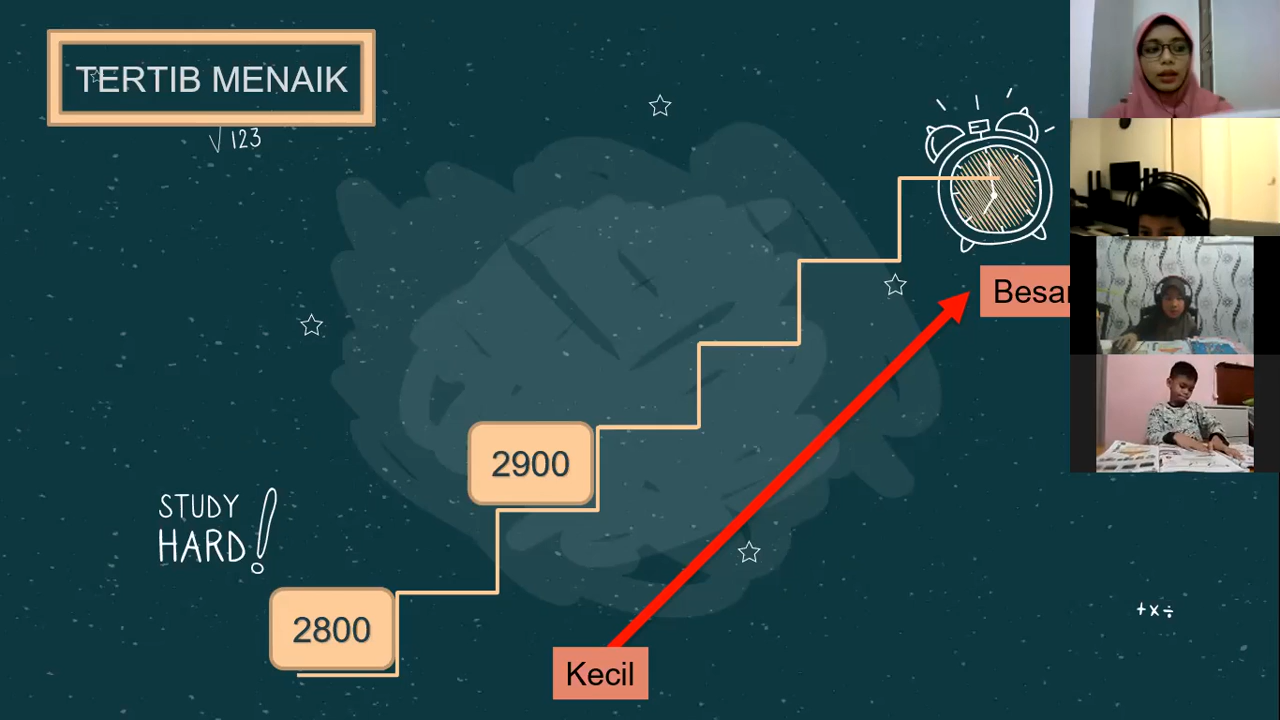 TERTIB MENAIK
√123
Besar
2900
STUDY
HARD!
2800
Kecil
+x÷